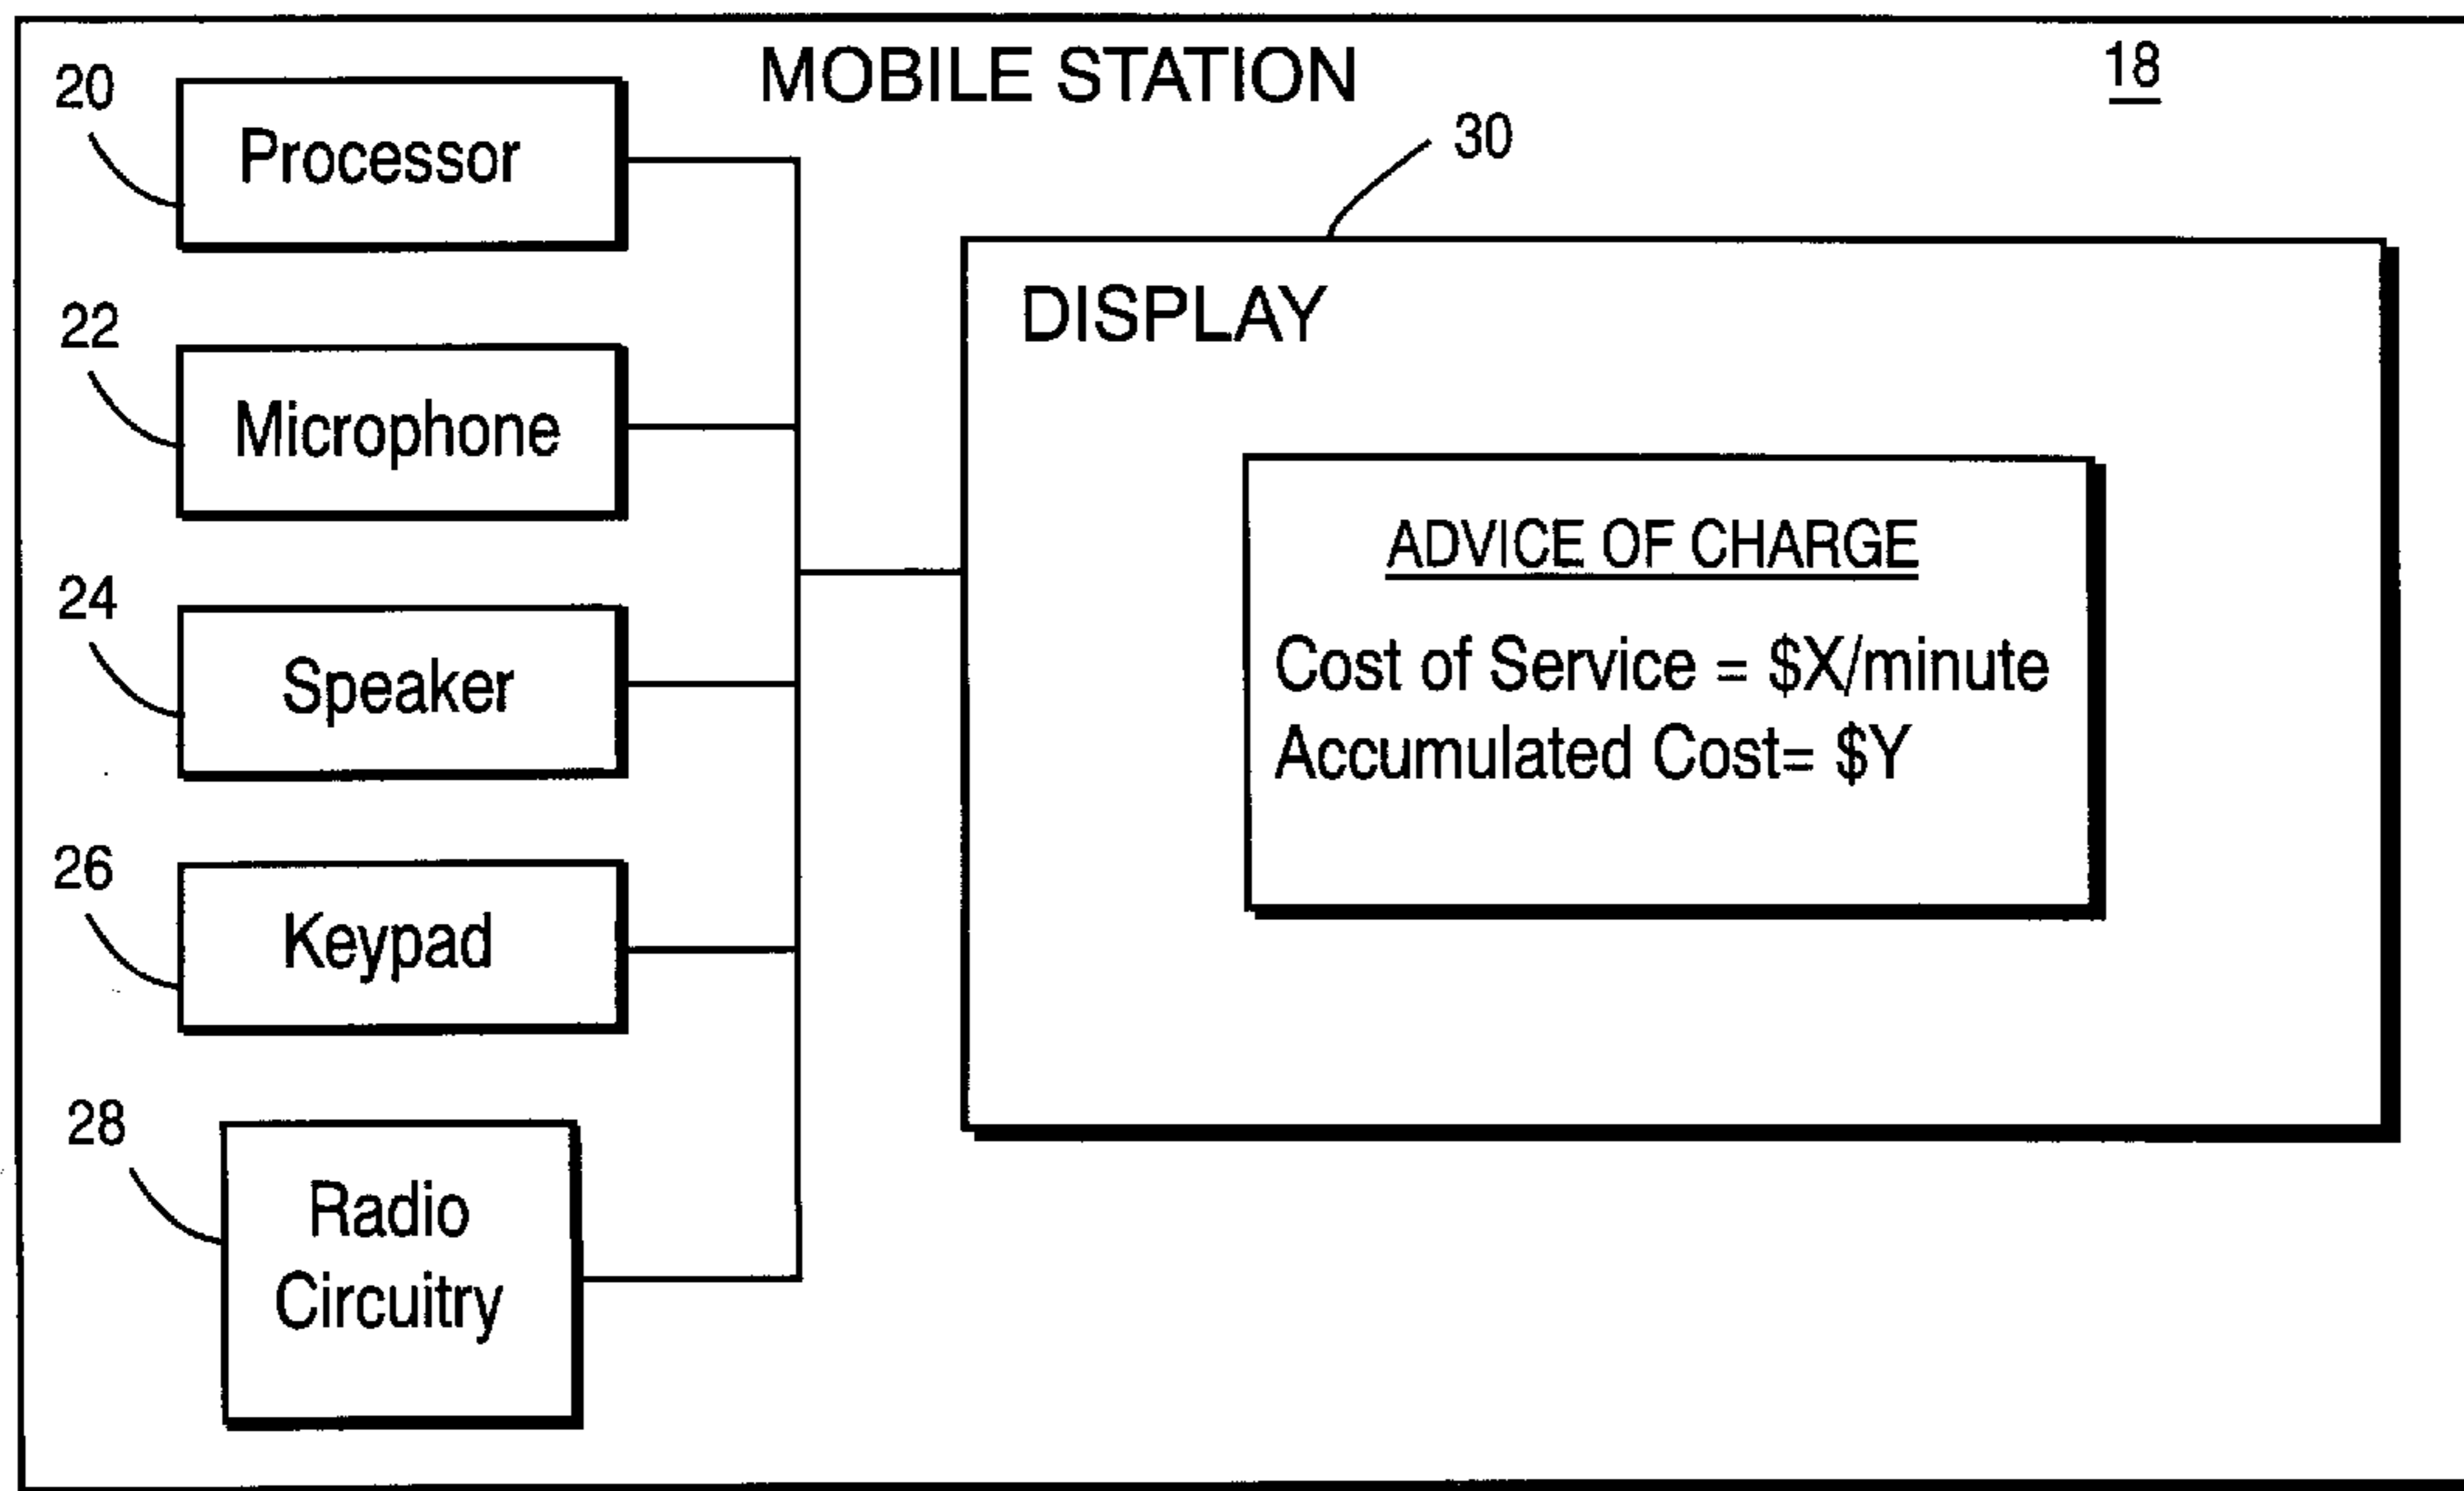 MOBILE STATION
18
20
Processor
30
22
Microphone
DISPLAY
24
Speaker
ADVICE OF CHARGE
Cost of Service = $X/minute
Accumulated Cost= $Y
26
Keypad
28
Radio
Circuitry